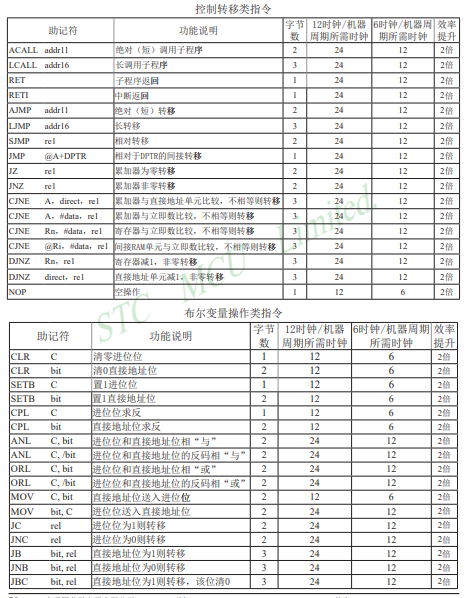 控制转移类指令
助记符 功能说明 字节数 12时钟/机器周期所需时钟 6时钟/机器周期所需时钟 效率提升
ACALL addr11 绝对（短）调用子程序 2 24 12 2倍
LCALL addr16 长调用子程序 3 24 12 2倍
RET 子程序返回 1 24 12 2倍
RETI 中断返回 1 24 12 2倍
AJMP addr11 绝对（短）转移 2 24 12 2倍
LJMP addr16 长转移 3 24 12 2倍
SJMP rel 相对转移 2 24 12 2倍
JMP @A+DPTR 相对于DPTR的间接转移 1 24 12 2倍
JZ rel 累加器为零转移 2 24 12 2倍
JNZ rel 累加器非零转移 2 24 12 2倍
CJNE A，direct，rel 累加器与直接地址单元比较，不相等则转移 3 24 12 2倍
CJNE A，#data，rel 累加器与立即数比较，不相等则转移 3 24 12 2倍
CJNE Rn，#data，rel 寄存器与立即数比较，不相等则转移 3 24 12 2倍
CJNE @Ri，#data，rel 间接RAM单元与立即数比较，不相等则转移 3 24 12 2倍
DJNZ Rn，rel 寄存器减1，非零转移 3 24 12 2倍
DJNZ direct，rel 直接地址单元减1，非零转移 3 24 12 2倍
NOP 空操作 1 12 6 2倍
STC MCU Limited.
布尔变量操作类指令
助记符 功能说明 字节数 12时钟/机器周期所需时钟 6时钟/机器周期所需时钟 效率提升
CLR C 清零进位位 1 12 6 2倍
CLR bit 清0直接地址位 2 12 6 2倍
SETB C 置1进位位 1 12 6 2倍
SETB bit 置1直接地址位 2 12 6 2倍
CPL C 进位位求反 1 12 6 2倍
CPL bit 直接地址位求反 2 12 6 2倍
ANL C, bit 进位位和直接地址位相“与” 2 24 12 2倍
ANL C, /bit 进位位和直接地址位的反码相“与” 2 24 12 2倍
ORL C, bit 进位位和直接地址位相“或” 2 24 12 2倍
ORL C, /bit 进位位和直接地址位的反码相“或” 2 24 12 2倍
MOV C, bit 直接地址位送入进位位 2 12 6 2倍
MOV bit, C 进位位送入直接地址位 2 24 12 2倍
JC rel 进位位为1则转移 2 24 12 2倍
JNC rel 进位位为0则转移 2 24 12 2倍
JB bit, rel 直接地址位为1则转移 3 24 12 2倍
JNB bit, rel 直接地址位为0则转移 3 24 12 2倍
JBC bit, rel 直接地址位为1则转移，该位清0 3 24 12 2倍